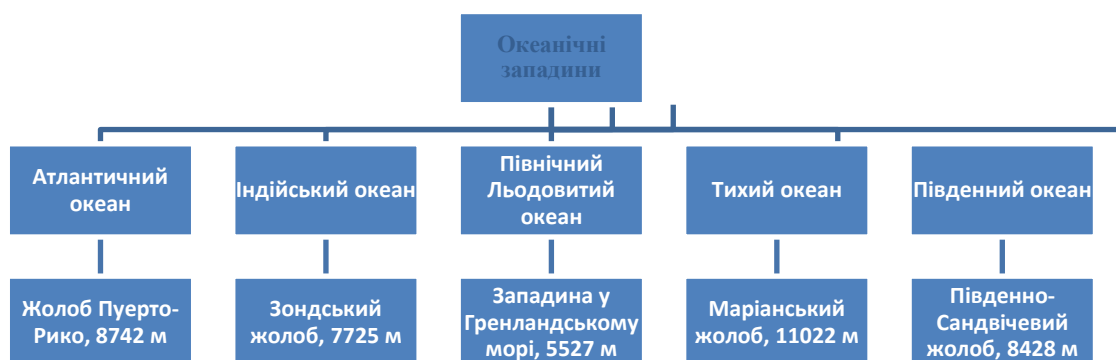 Океанічні
западини
Атлантичний
океан
Індійський океан
Північний
Льодовитий
океан
Тихий океан
Південний океан
Жолоб Пуерто-
Рико, 8742 м
Зондський
жолоб, 7725 м
Западина у
Гренландському
морі, 5527 м
Маріанський
жолоб, 11022 м
Південно-
Сандвічевий
жолоб, 8428 м